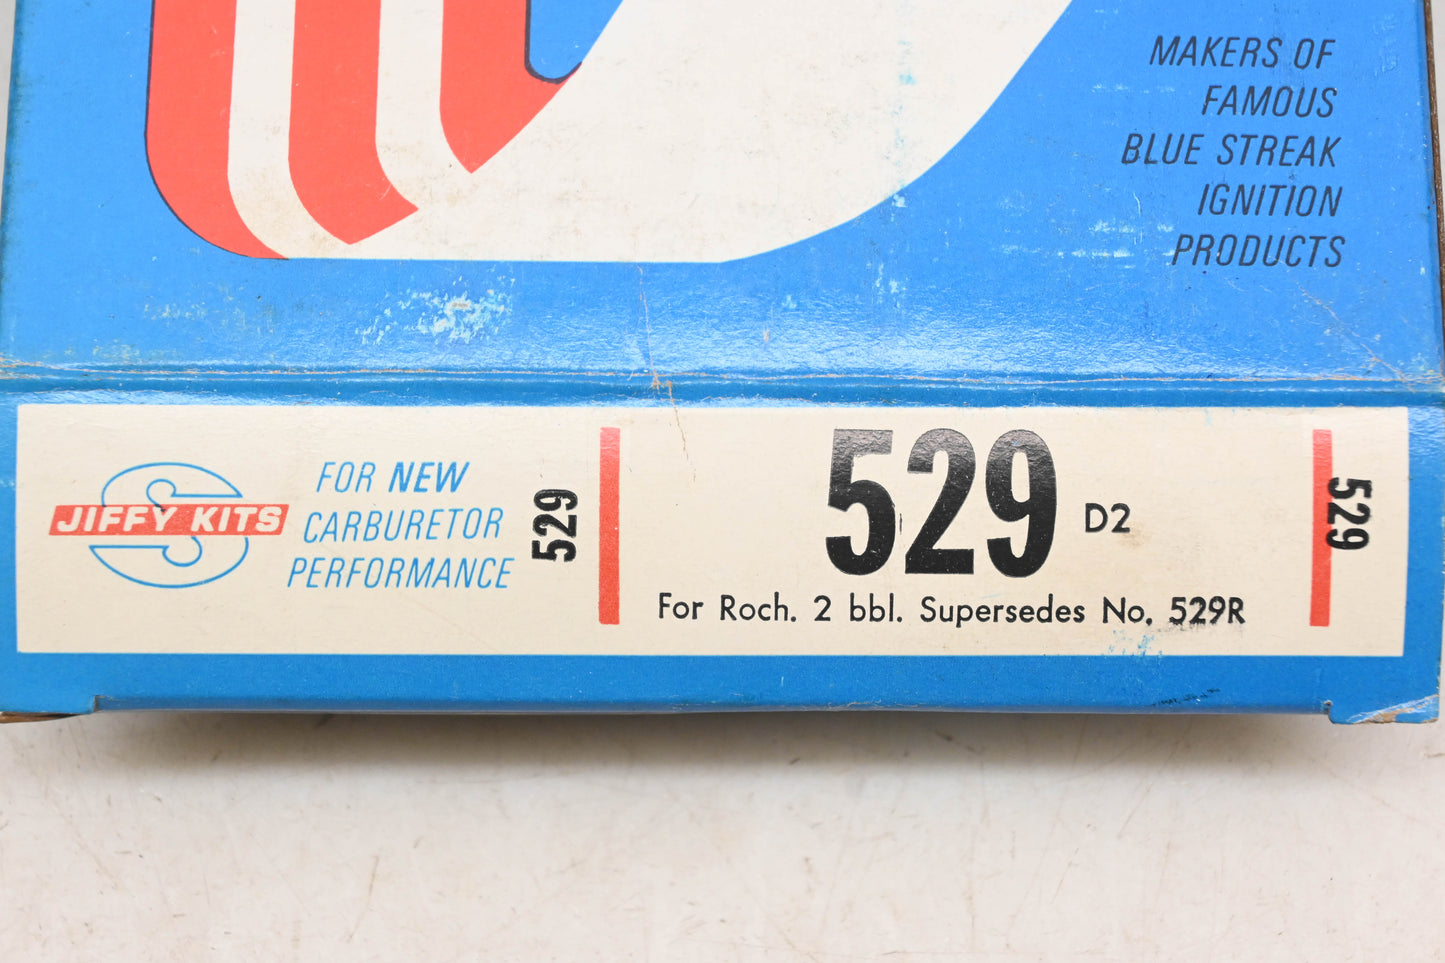 MAKERS OF
FAMOUS
BLUE STREAK
IGNITION
PRODUCTS
S
JIFFY KITS
FOR NEW
CARBURETOR
PERFORMANCE
529
529 D2
For Roch. 2 bbl. Supersedes No. 529R
529